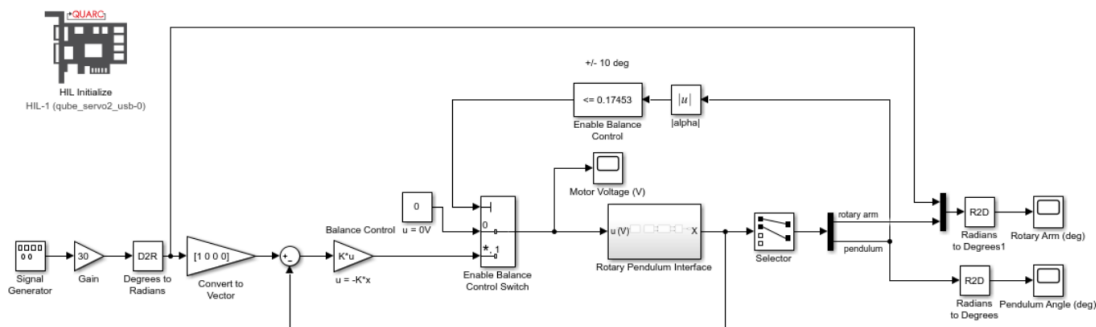 QUARC
HIL Initialize
HIL-1 (qube_servo2_usb-0)
+/- 10 deg
<= 0.17453
|u|
Enable Balance
Control
|alpha|
Motor Voltage (V)
0
u = 0V
0
*, 1
Enable Balance
Control Switch
Balance Control
K*u
u = -K*x
Signal
Generator
30
Gain
D2R
Degrees to
Radians
[1 0 0 0]
Convert to
Vector
+
-
u (V)
X
Rotary Pendulum Interface
Selector
rotary arm
pendulum
R2D
Radians
to Degrees1
Rotary Arm (deg)
R2D
Radians
to Degrees
Pendulum Angle (deg)